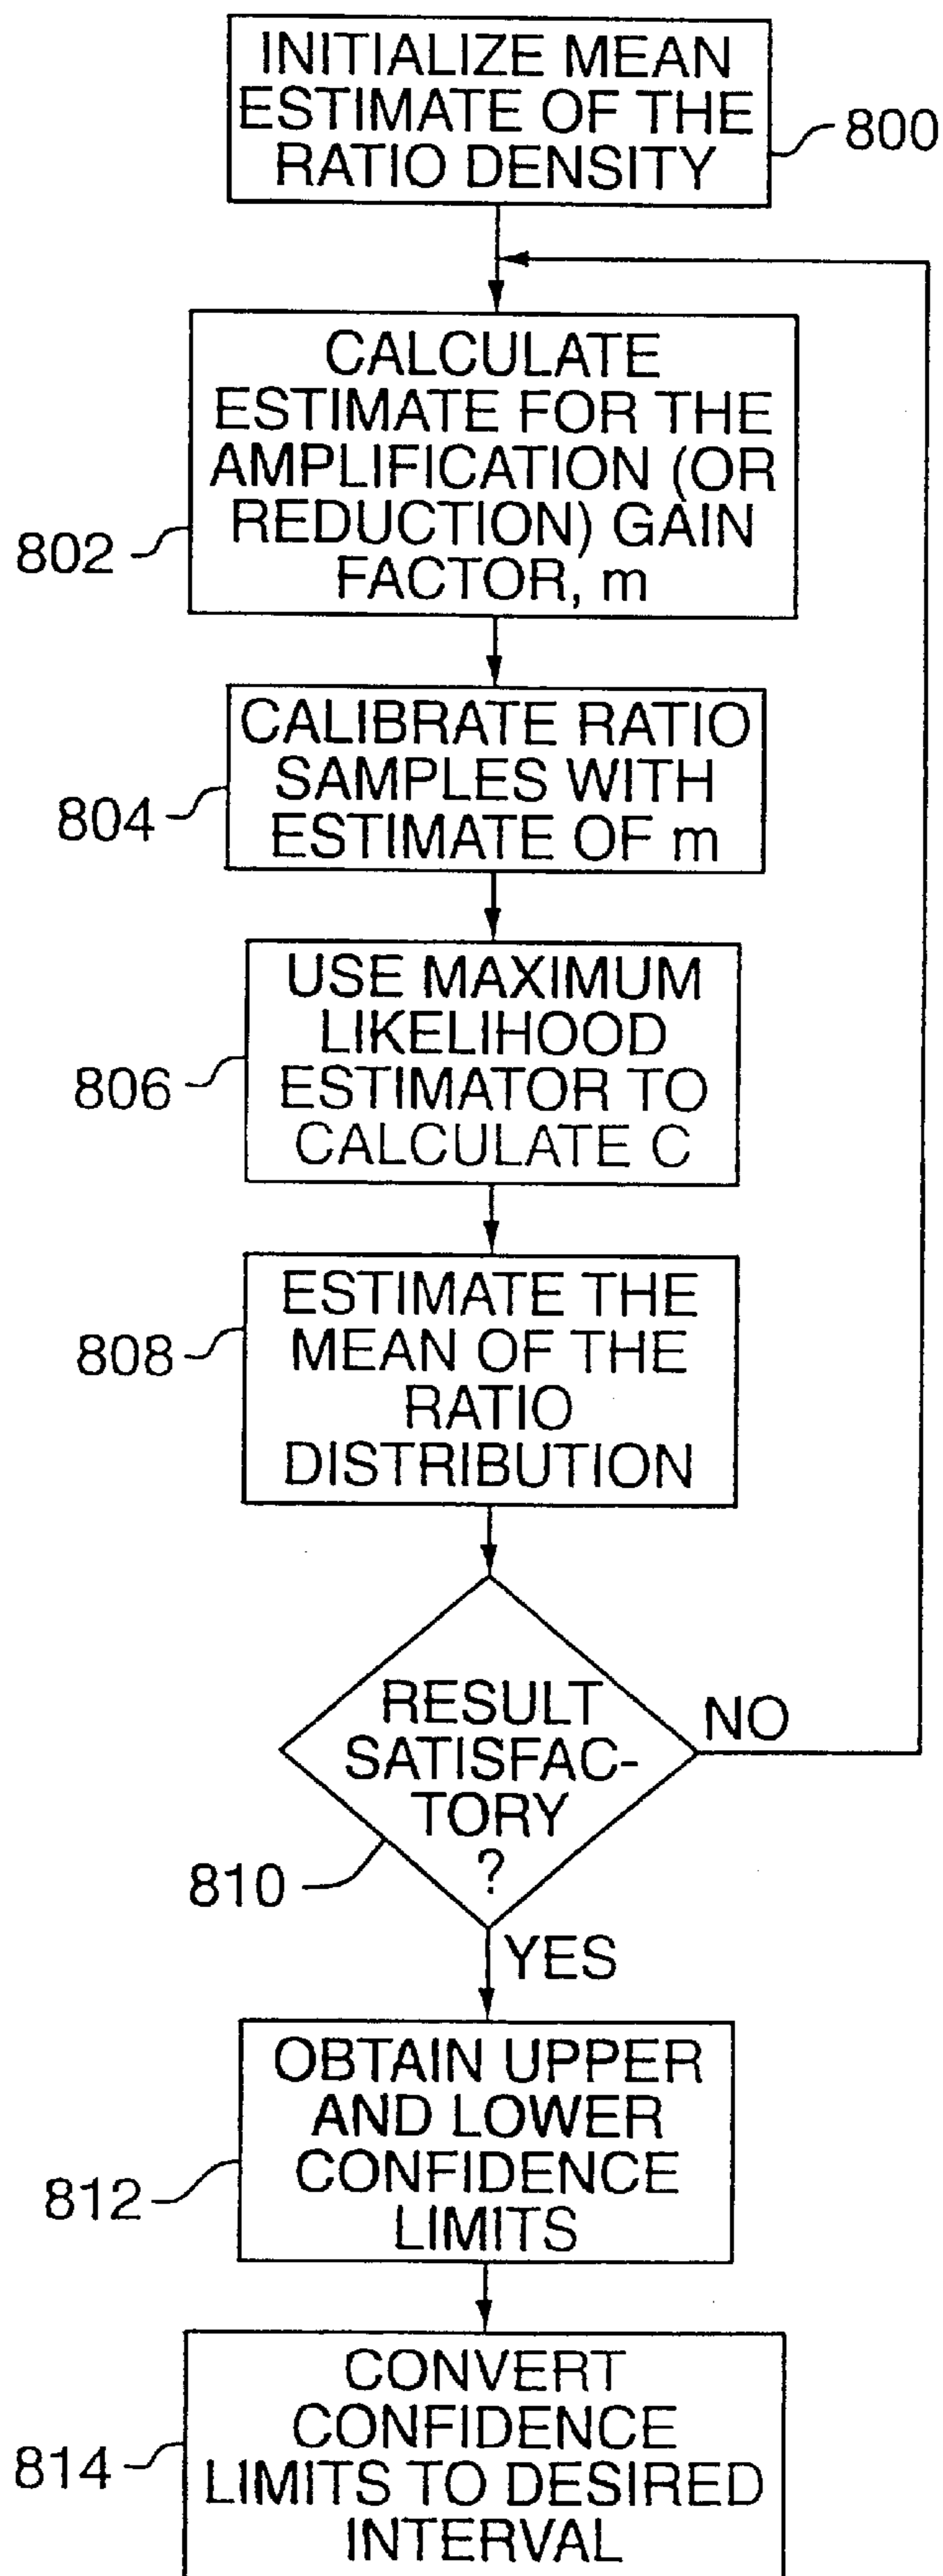 INITIALIZE MEAN
ESTIMATE OF THE
RATIO DENSITY
800
CALCULATE
ESTIMATE FOR THE
AMPLIFICATION (OR
REDUCTION) GAIN
FACTOR, m
802
CALIBRATE RATIO
SAMPLES WITH
ESTIMATE OF m
804
USE MAXIMUM
LIKELIHOOD
ESTIMATOR TO
CALCULATE C
806
ESTIMATE THE
MEAN OF THE
RATIO
DISTRIBUTION
808
RESULT
SATISFAC-
TORY
?
NO
810
YES
OBTAIN UPPER
AND LOWER
CONFIDENCE
LIMITS
812
CONVERT
CONFIDENCE
LIMITS TO DESIRED
INTERVAL
814